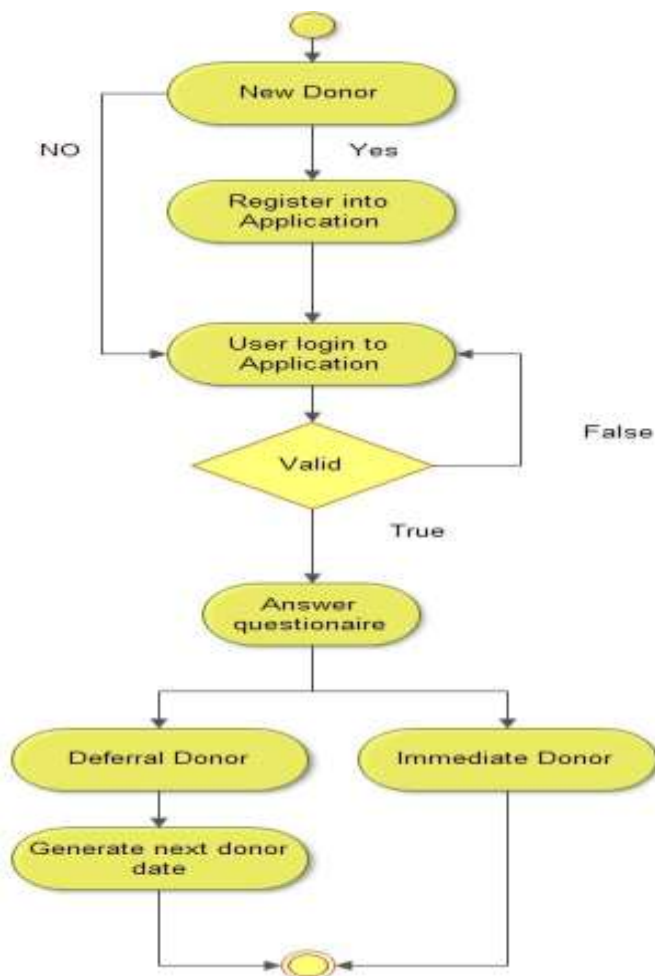 New Donor
NO
Yes
Register into
Application
User login to
Application
False
Valid
True
Answer
questionaire
Deferral Donor
Immediate Donor
Generate next donor
date